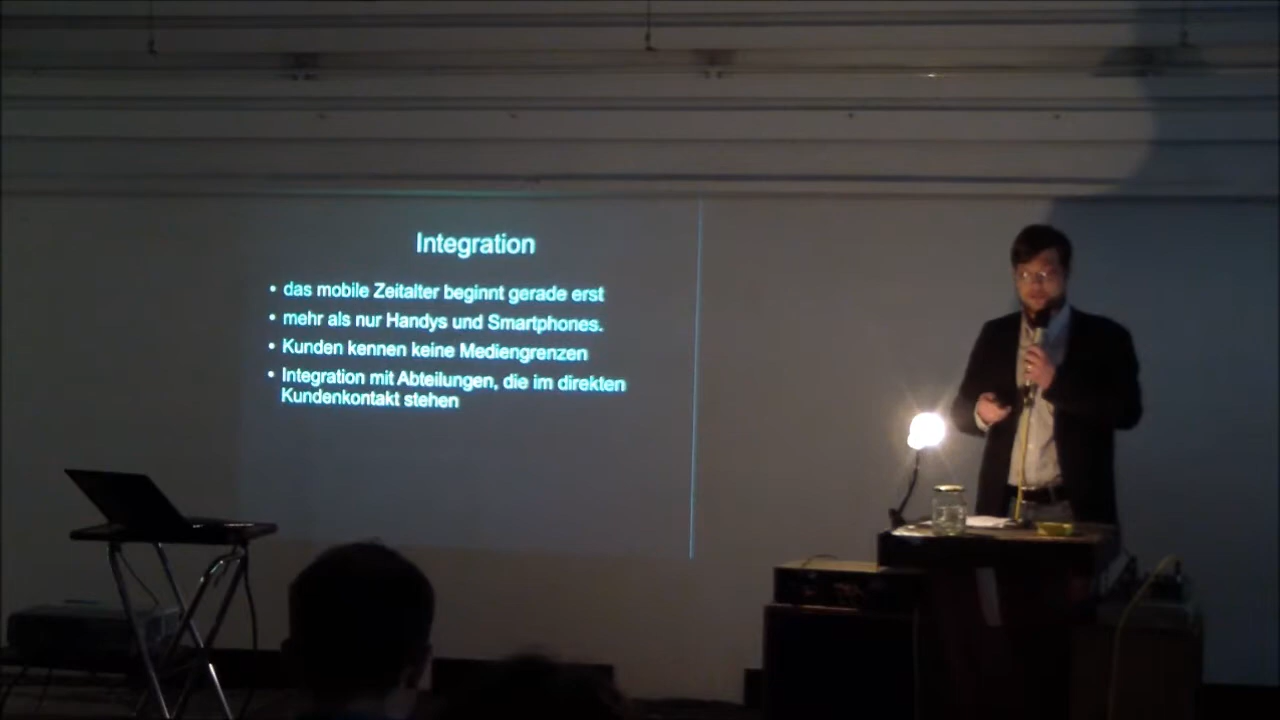 Integration
• das mobile Zeitalter beginnt gerade erst
• mehr als nur Handys und Smartphones.
• Kunden kennen keine Mediengrenzen
• Integration mit Abteilungen, die im direkten
Kundenkontakt stehen